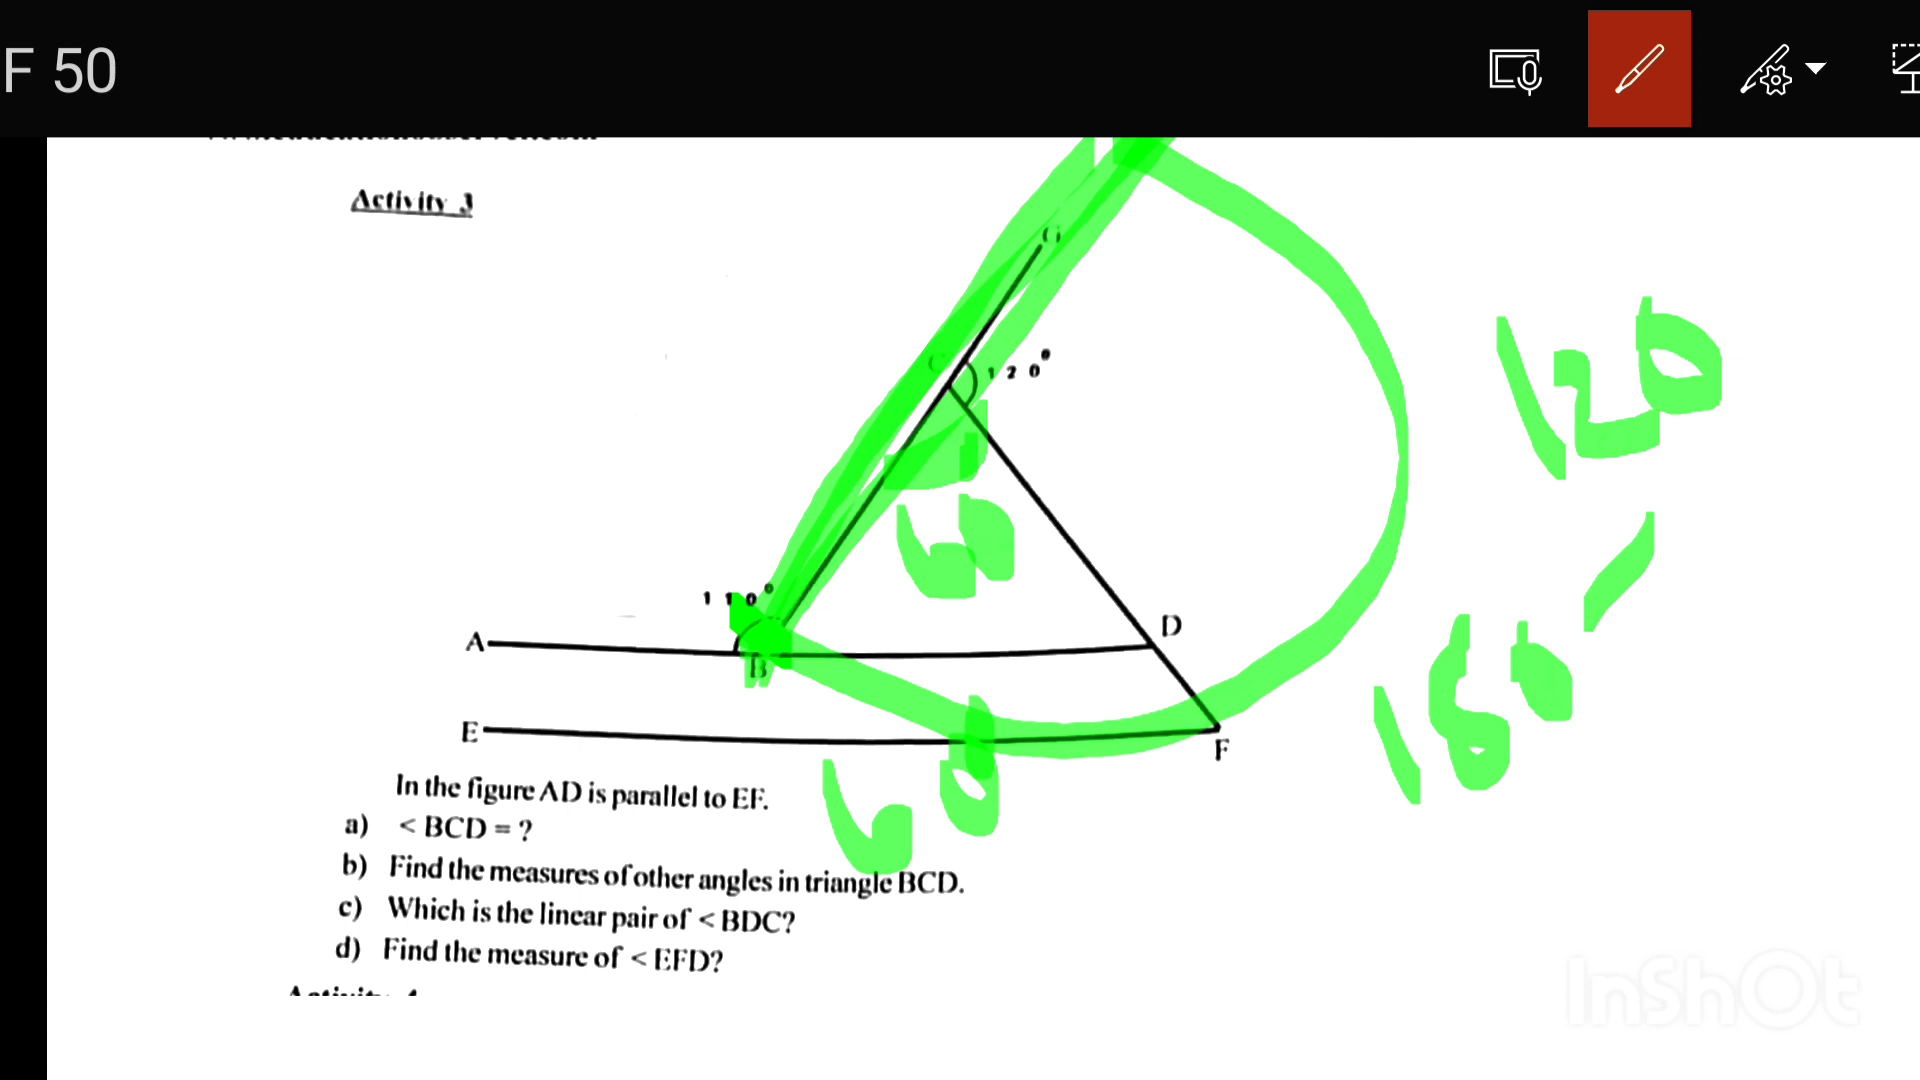 F 50
Activity 3
G
C
120°
120
60
110°
180 -
A
D
B
E
F
60
In the figure AD is parallel to EF.
a) < BCD = ?
b) Find the measures of other angles in triangle BCD.
c) Which is the linear pair of < BDC?
d) Find the measure of < EFD?
InShOt